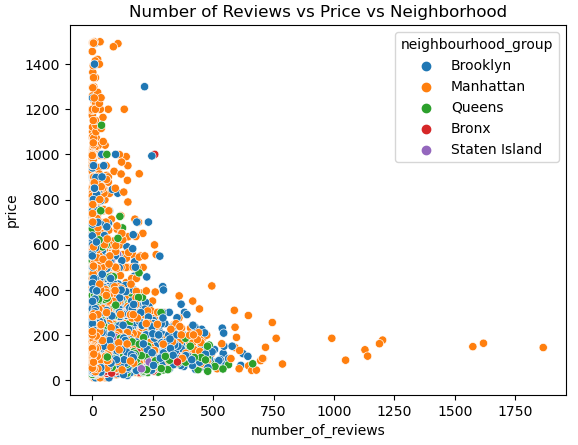 Number of Reviews vs Price vs Neighborhood
neighbourhood_group
Brooklyn
Manhattan
Queens
Bronx
Staten Island
price
1400
1200
1000
800
600
400
200
0
0 250 500 750 1000 1250 1500 1750
number_of_reviews